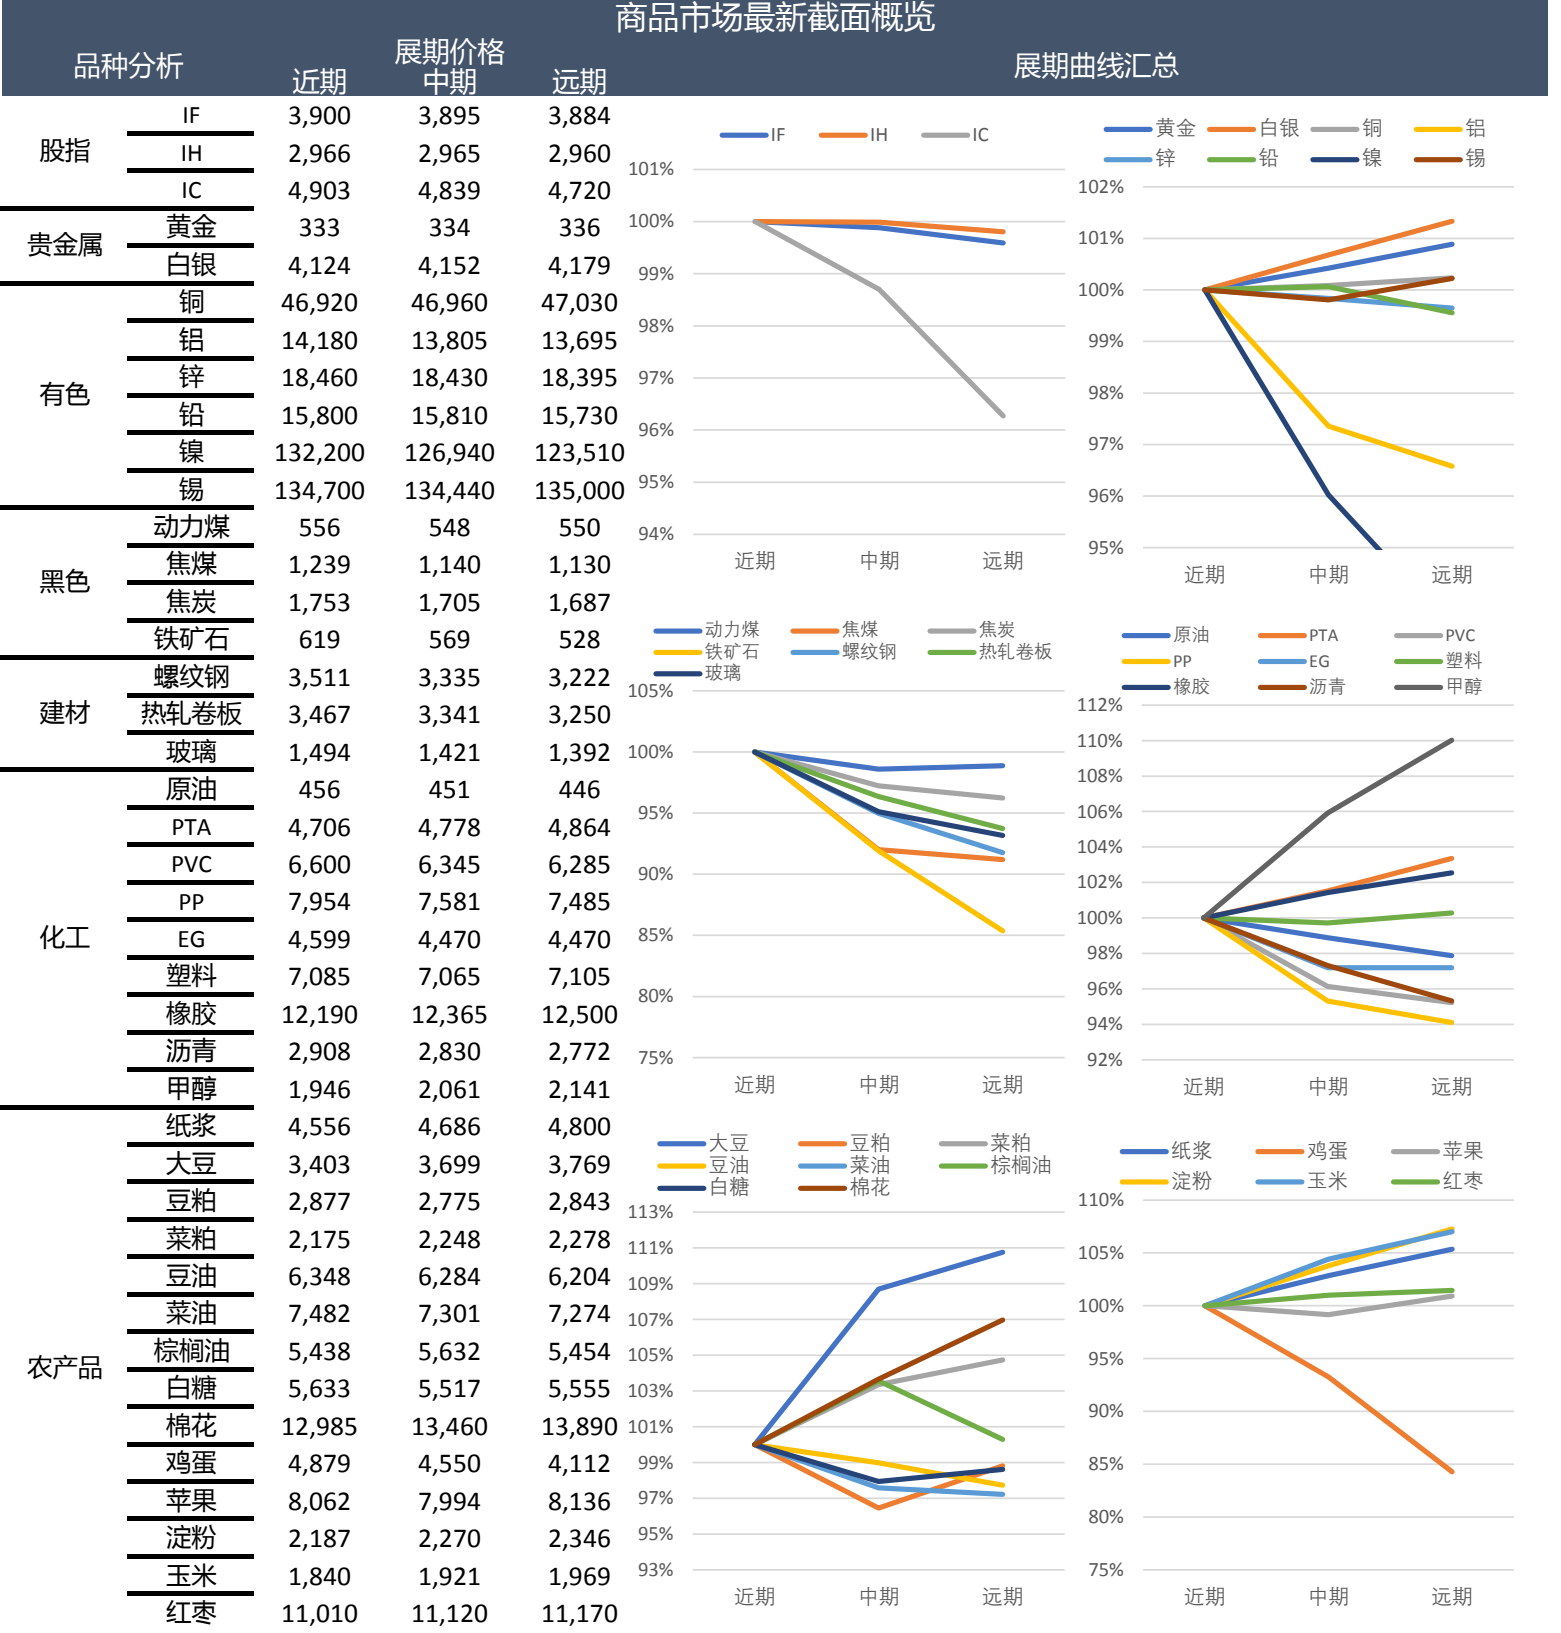 商品市场最新截面概览
品种分析
展期价格
近期 中期 远期
展期曲线汇总
股指
IF 3,900 3,895 3,884
IH 2,966 2,965 2,960
IC 4,903 4,839 4,720
贵金属
黄金 333 334 336
白银 4,124 4,152 4,179
有色
铜 46,920 46,960 47,030
铝 14,180 13,805 13,695
锌 18,460 18,430 18,395
铅 15,800 15,810 15,730
镍 132,200 126,940 123,510
锡 134,700 134,440 135,000
黑色
动力煤 556 548 550
焦煤 1,239 1,140 1,130
焦炭 1,753 1,705 1,687
铁矿石 619 569 528
建材
螺纹钢 3,511 3,335 3,222
热轧卷板 3,467 3,341 3,250
玻璃 1,494 1,421 1,392
化工
原油 456 451 446
PTA 4,706 4,778 4,864
PVC 6,600 6,345 6,285
PP 7,954 7,581 7,485
EG 4,599 4,470 4,470
塑料 7,085 7,065 7,105
橡胶 12,190 12,365 12,500
沥青 2,908 2,830 2,772
甲醇 1,946 2,061 2,141
农产品
纸浆 4,556 4,686 4,800
大豆 3,403 3,699 3,769
豆粕 2,877 2,775 2,843
菜粕 2,175 2,248 2,278
豆油 6,348 6,284 6,204
菜油 7,482 7,301 7,274
棕榈油 5,438 5,632 5,454
白糖 5,633 5,517 5,555
棉花 12,985 13,460 13,890
鸡蛋 4,879 4,550 4,112
苹果 8,062 7,994 8,136
淀粉 2,187 2,270 2,346
玉米 1,840 1,921 1,969
红枣 11,010 11,120 11,170
IF IH IC
101%
100%
99%
98%
97%
96%
95%
94%
近期 中期 远期
黄金 白银 铜 铝
锌 铅 镍 锡
102%
101%
100%
99%
98%
97%
96%
95%
近期 中期 远期
动力煤 焦煤 焦炭
铁矿石 螺纹钢 热轧卷板
玻璃
105%
100%
95%
90%
85%
80%
75%
近期 中期 远期
原油 PTA PVC
PP EG 塑料
橡胶 沥青 甲醇
112%
110%
108%
106%
104%
102%
100%
98%
96%
94%
92%
近期 中期 远期
大豆 豆粕 菜粕
豆油 菜油 棕榈油
白糖 棉花
113%
111%
109%
107%
105%
103%
101%
99%
97%
95%
93%
近期 中期 远期
纸浆 鸡蛋 苹果
淀粉 玉米 红枣
110%
105%
100%
95%
90%
85%
80%
75%
近期 中期 远期